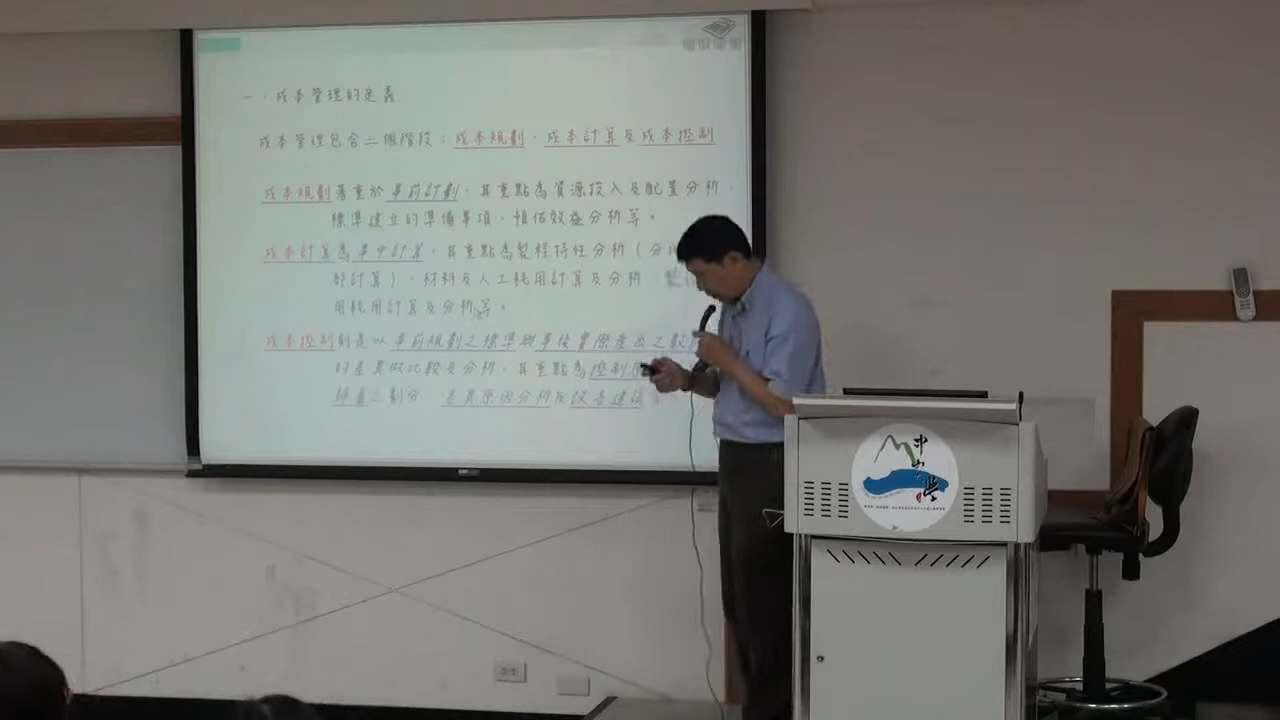 一、成本管理的定義
成本管理包含三個階段：成本規劃、成本計算及成本控制
成本規劃著重於事前計劃，其重點為資源投入及配置分析，
標準建立的準備事項，預估效益分析等。
成本計算為事中計算，其重點為製程特性分析（分
部計算）、材料及人工耗用計算及分析
用耗用計算及分析等。
成本控制則是以事前規劃之標準與事後實際產出之數
的差異做比較及分析，其重點為控制
歸屬之劃分 差異原因分析及改善建議
中山學